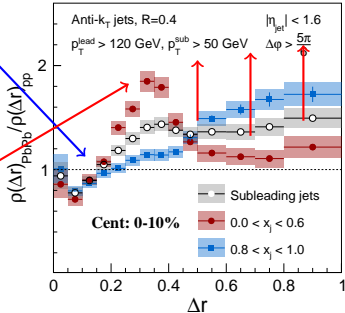 Anti-k_T jets, R=0.4 |η_jet| < 1.6
p_T^lead > 120 GeV, p_T^sub > 50 GeV Δφ > 5π/6
ρ(Δr)_PbPb/ρ(Δr)_pp
2
1
Subleading jets
0.0 < x_j < 0.6
0.8 < x_j < 1.0
Cent: 0-10%
0 0.2 0.4 0.6 0.8 1
Δr